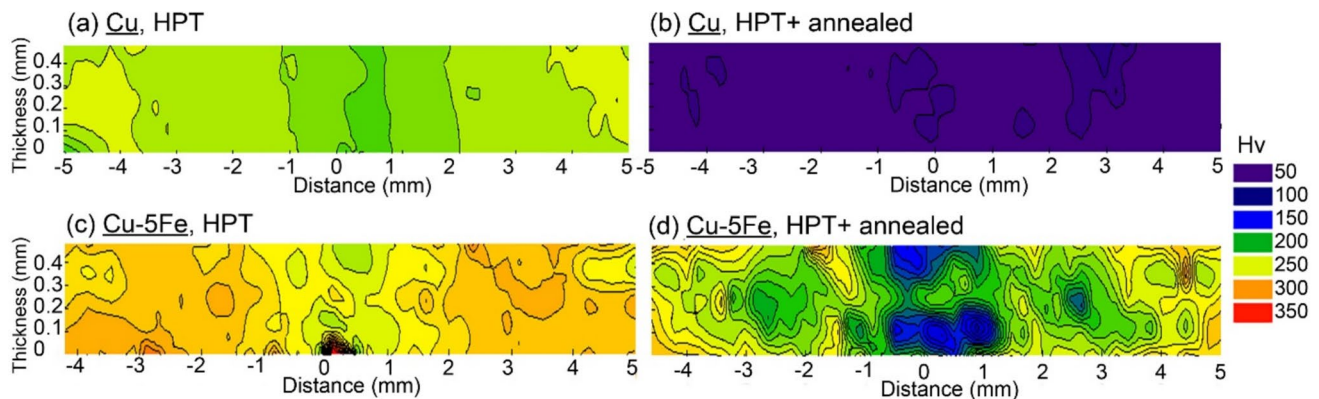 (a) Cu, HPT
(b) Cu, HPT+ annealed
Thickness (mm)
0.4
0.3
0.2
0.1
0
-5 -4 -3 -2 -1 0 1 2 3 4 5
Distance (mm)
-5 -4 -3 -2 -1 0 1 2 3 4 5
Distance (mm)
Hv
50
100
150
200
250
300
350
(c) Cu-5Fe, HPT
(d) Cu-5Fe, HPT+ annealed
Thickness (mm)
0.4
0.3
0.2
0.1
0
-4 -3 -2 -1 0 1 2 3 4 5
Distance (mm)
-4 -3 -2 -1 0 1 2 3 4 5
Distance (mm)